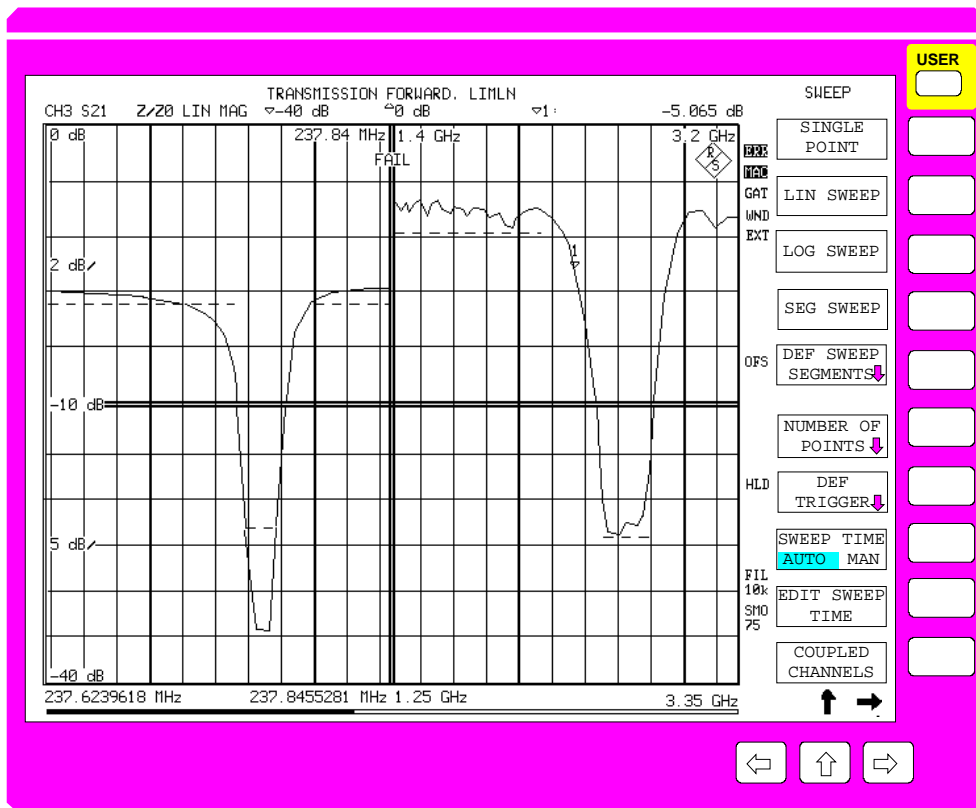 USER
TRANSMISSION FORWARD. LIMLN
SWEEP
CH3 S21 Z/Z0 LIN MAG ▿-40 dB △0 dB ▿1: -5.065 dB
0 dB 237.84 MHz 1.4 GHz 3.2 GHz
FAIL
R
S
1
2 dB/
-10 dB
5 dB/
-40 dB
237.6239618 MHz 237.8455281 MHz 1.25 GHz 3.35 GHz
ERR
MAC
GAT
WND
EXT
OFS
HLD
FIL
10k
SMO
75
SINGLE
POINT
LIN SWEEP
LOG SWEEP
SEG SWEEP
DEF SWEEP
SEGMENTS
NUMBER OF
POINTS
DEF
TRIGGER
SWEEP TIME
AUTO MAN
EDIT SWEEP
TIME
COUPLED
CHANNELS